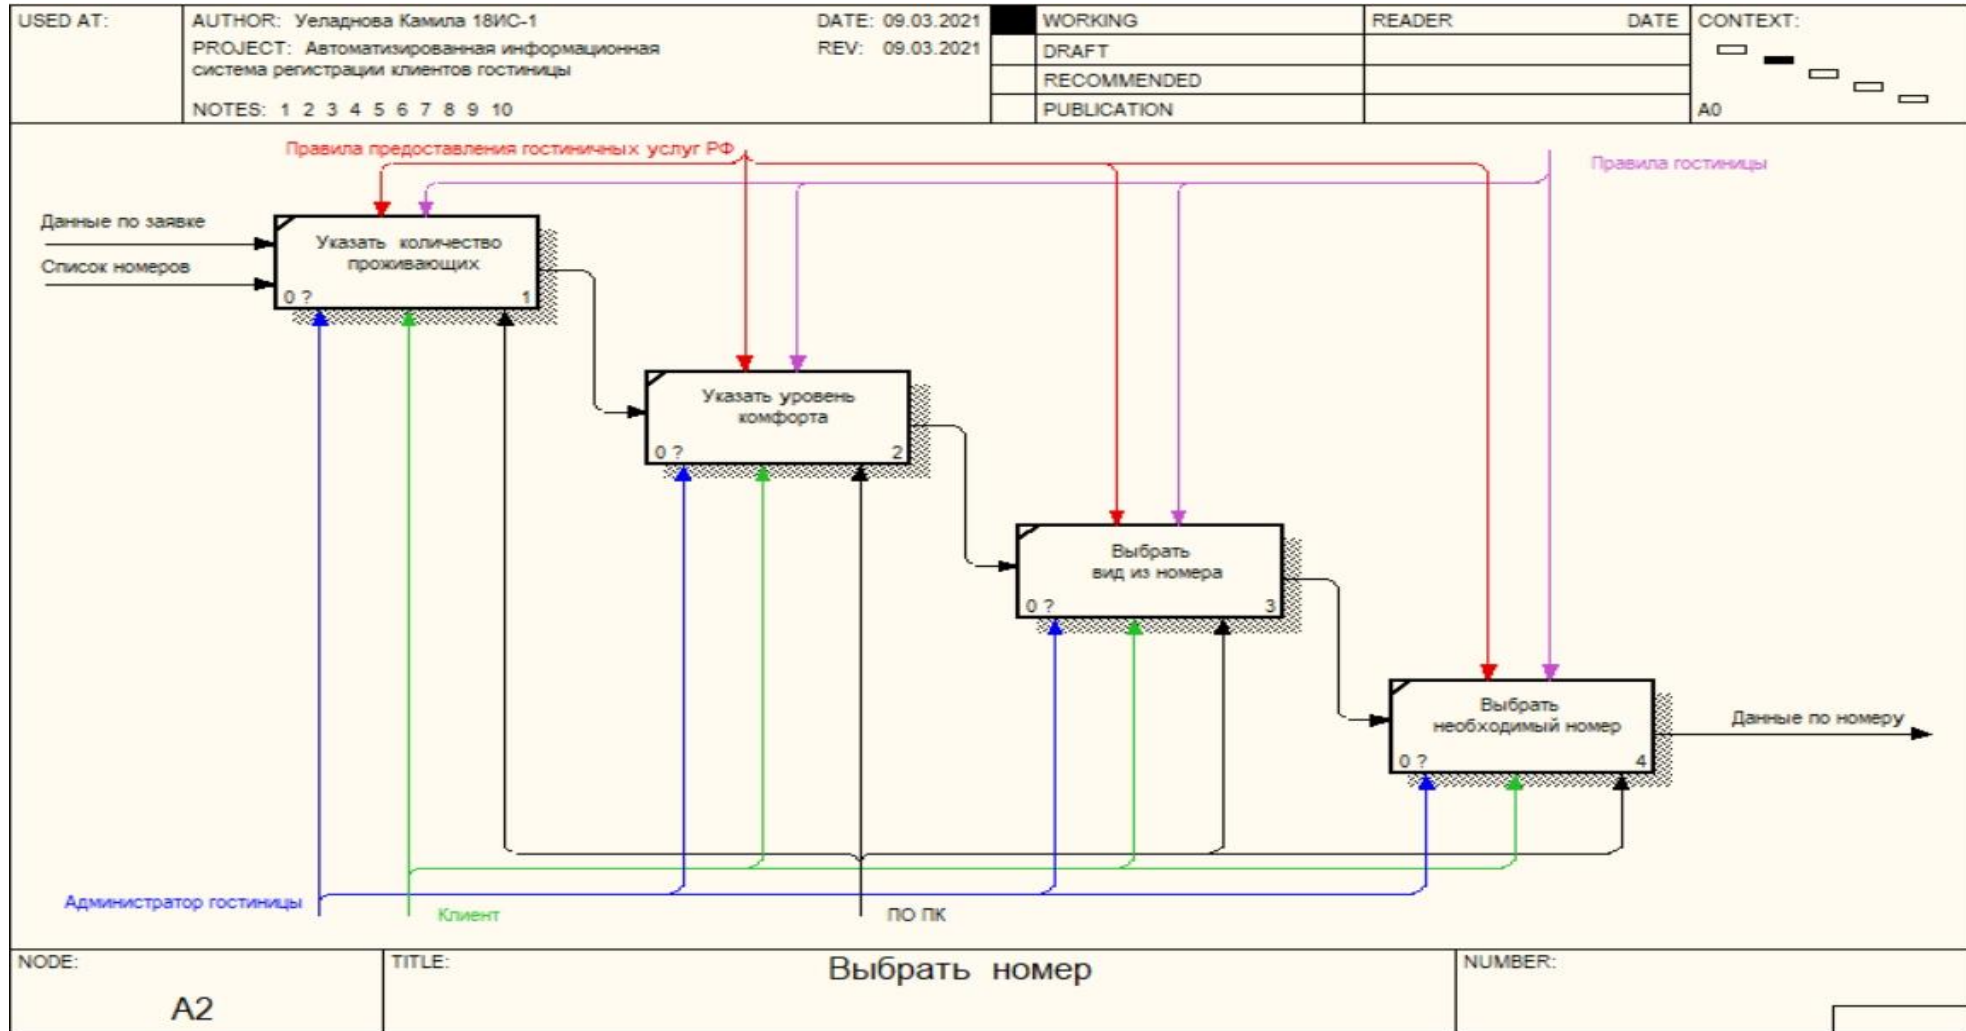 USED AT:
AUTHOR: Уеладнова Камила 18ИС-1
DATE: 09.03.2021
PROJECT: Автоматизированная информационная
система регистрации клиентов гостиницы
REV: 09.03.2021
NOTES: 1 2 3 4 5 6 7 8 9 10
WORKING
DRAFT
RECOMMENDED
PUBLICATION
READER
DATE
CONTEXT:
A0
Правила предоставления гостиничных услуг РФ
Правила гостиницы
Данные по заявке
Список номеров
Указать количество
проживающих
0 ?
1
Указать уровень
комфорта
0 ?
2
Выбрать
вид из номера
0 ?
3
Выбрать
необходимый номер
0 ?
4
Данные по номеру
Администратор гостиницы
Клиент
ПО ПК
NODE:
A2
TITLE:
Выбрать номер
NUMBER: